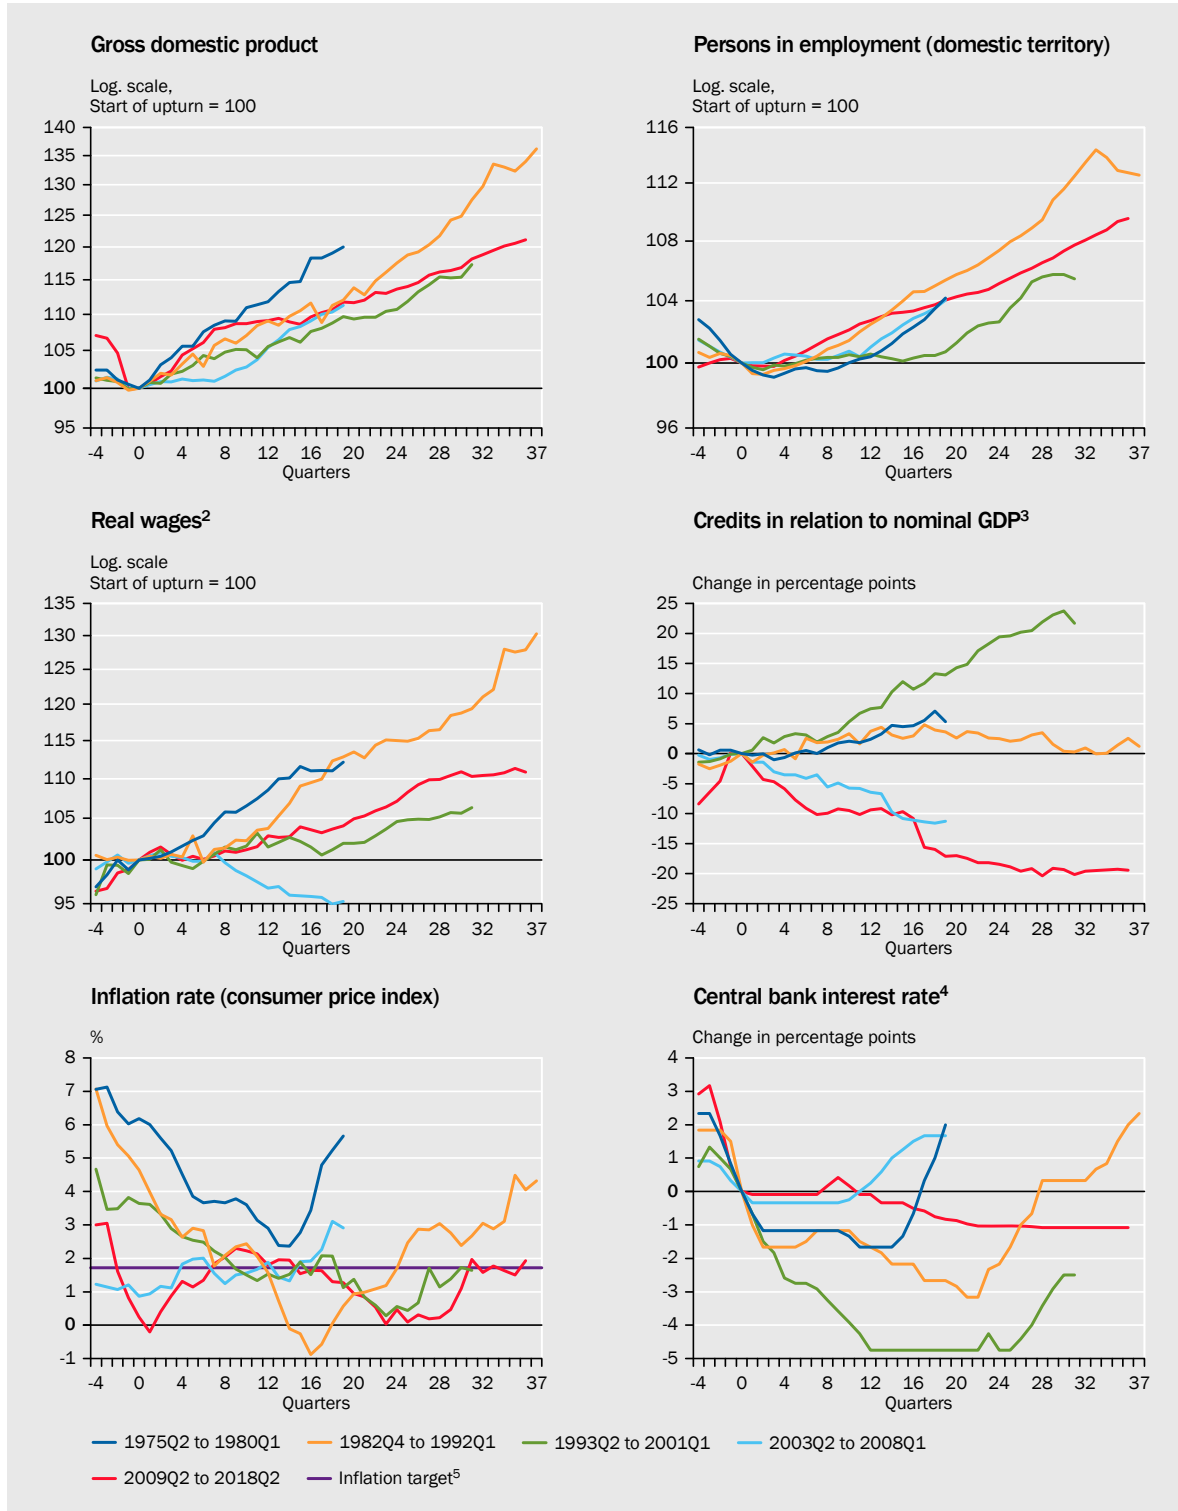 Gross domestic product
Log. scale,
Start of upturn = 100
140
135
130
125
120
115
110
105
100
95
-4 0 4 8 12 16 20 24 28 32 37
Quarters
Persons in employment (domestic territory)
Log. scale,
Start of upturn = 100
116
112
108
104
100
96
-4 0 4 8 12 16 20 24 28 32 37
Quarters
Real wages²
Log. scale
Start of upturn = 100
135
130
125
120
115
110
105
100
95
-4 0 4 8 12 16 20 24 28 32 37
Quarters
Credits in relation to nominal GDP³
Change in percentage points
25
20
15
10
5
0
-5
-10
-15
-20
-25
-4 0 4 8 12 16 20 24 28 32 37
Quarters
Inflation rate (consumer price index)
%
8
7
6
5
4
3
2
1
0
-1
-4 0 4 8 12 16 20 24 28 32 37
Quarters
Central bank interest rate⁴
Change in percentage points
4
3
2
1
0
-1
-2
-3
-4
-5
-4 0 4 8 12 16 20 24 28 32 37
Quarters
1975Q2 to 1980Q1 1982Q4 to 1992Q1 1993Q2 to 2001Q1 2003Q2 to 2008Q1
2009Q2 to 2018Q2 Inflation target⁵